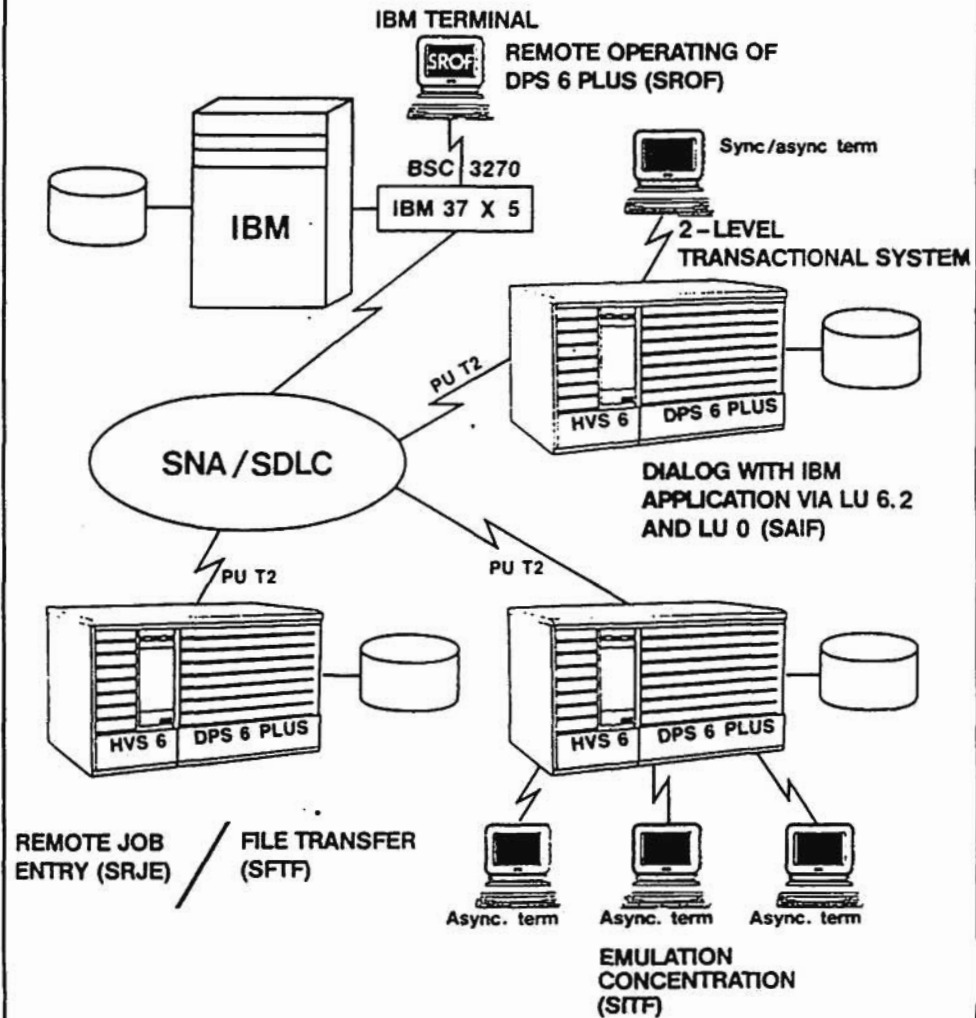 IBM TERMINAL
SROF
REMOTE OPERATING OF
DPS 6 PLUS (SROF)
Sync/async term
BSC 3270
IBM 37 X 5
IBM
2-LEVEL
TRANSACTIONAL SYSTEM
PU T2
HVS 6 DPS 6 PLUS
SNA/SDLC
DIALOG WITH IBM
APPLICATION VIA LU 6.2
AND LU 0 (SAIF)
PU T2
PU T2
HVS 6 DPS 6 PLUS
HVS 6 DPS 6 PLUS
REMOTE JOB
ENTRY (SRJE)
/
FILE TRANSFER
(SFTF)
Async. term
Async. term
Async. term
EMULATION
CONCENTRATION
(SITF)